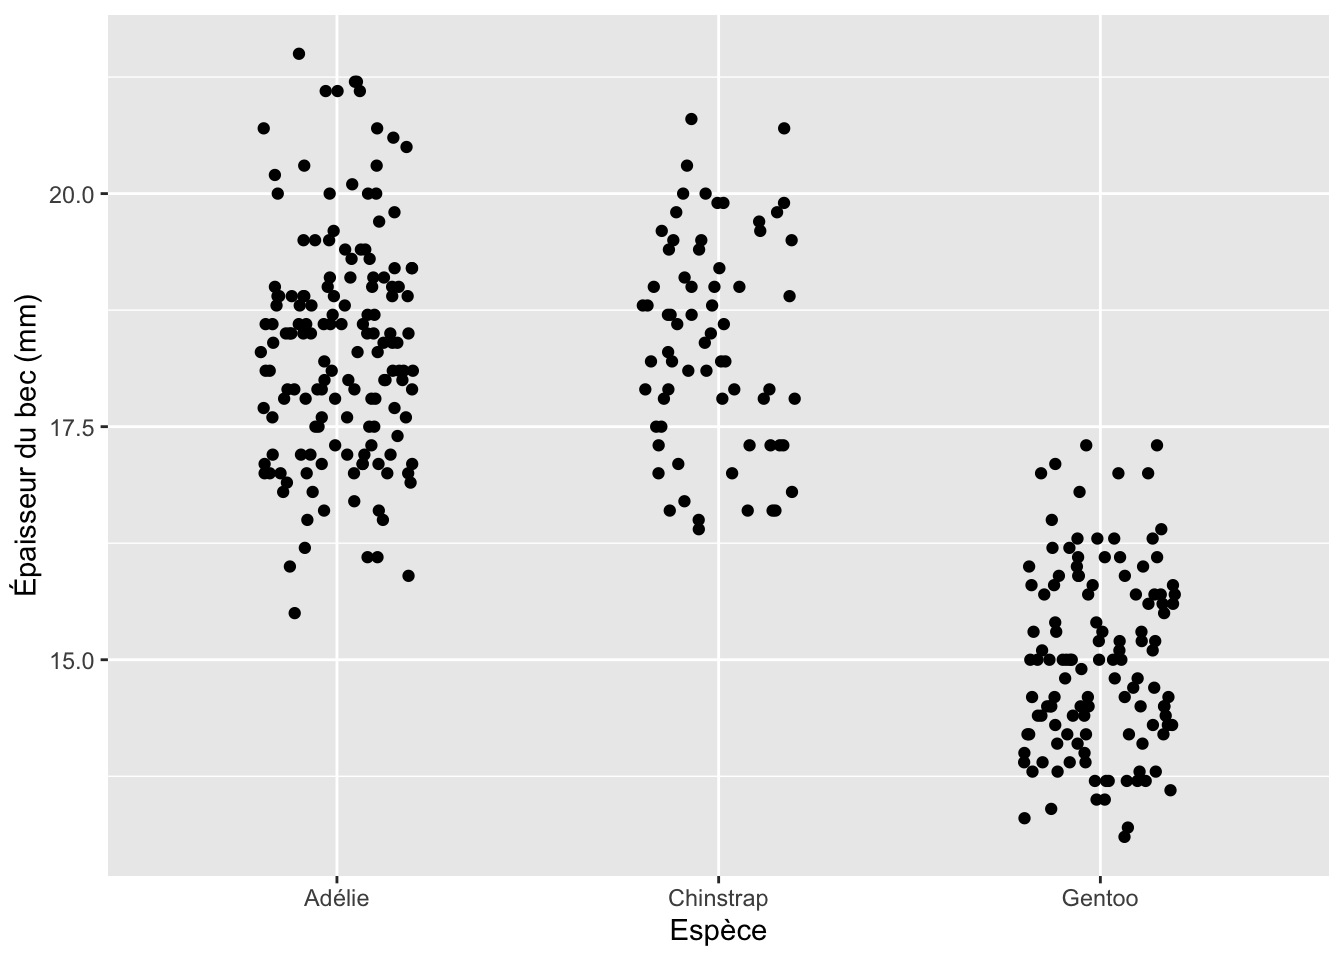 Épaisseur du bec (mm)
20.0
17.5
15.0
Adélie
Chinstrap
Gentoo
Espèce